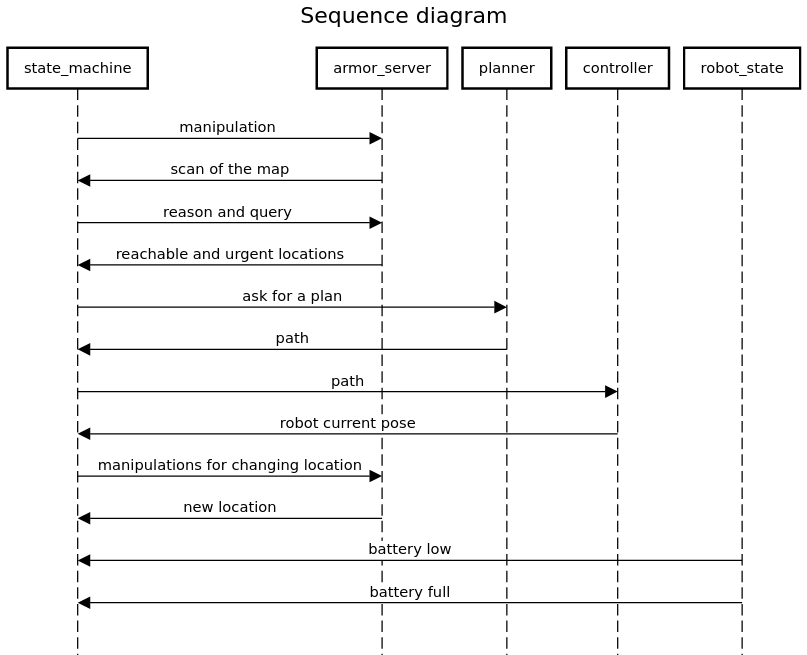 Sequence diagram
state_machine
armor_server
planner
controller
robot_state
manipulation
scan of the map
reason and query
reachable and urgent locations
ask for a plan
path
path
robot current pose
manipulations for changing location
new location
battery low
battery full